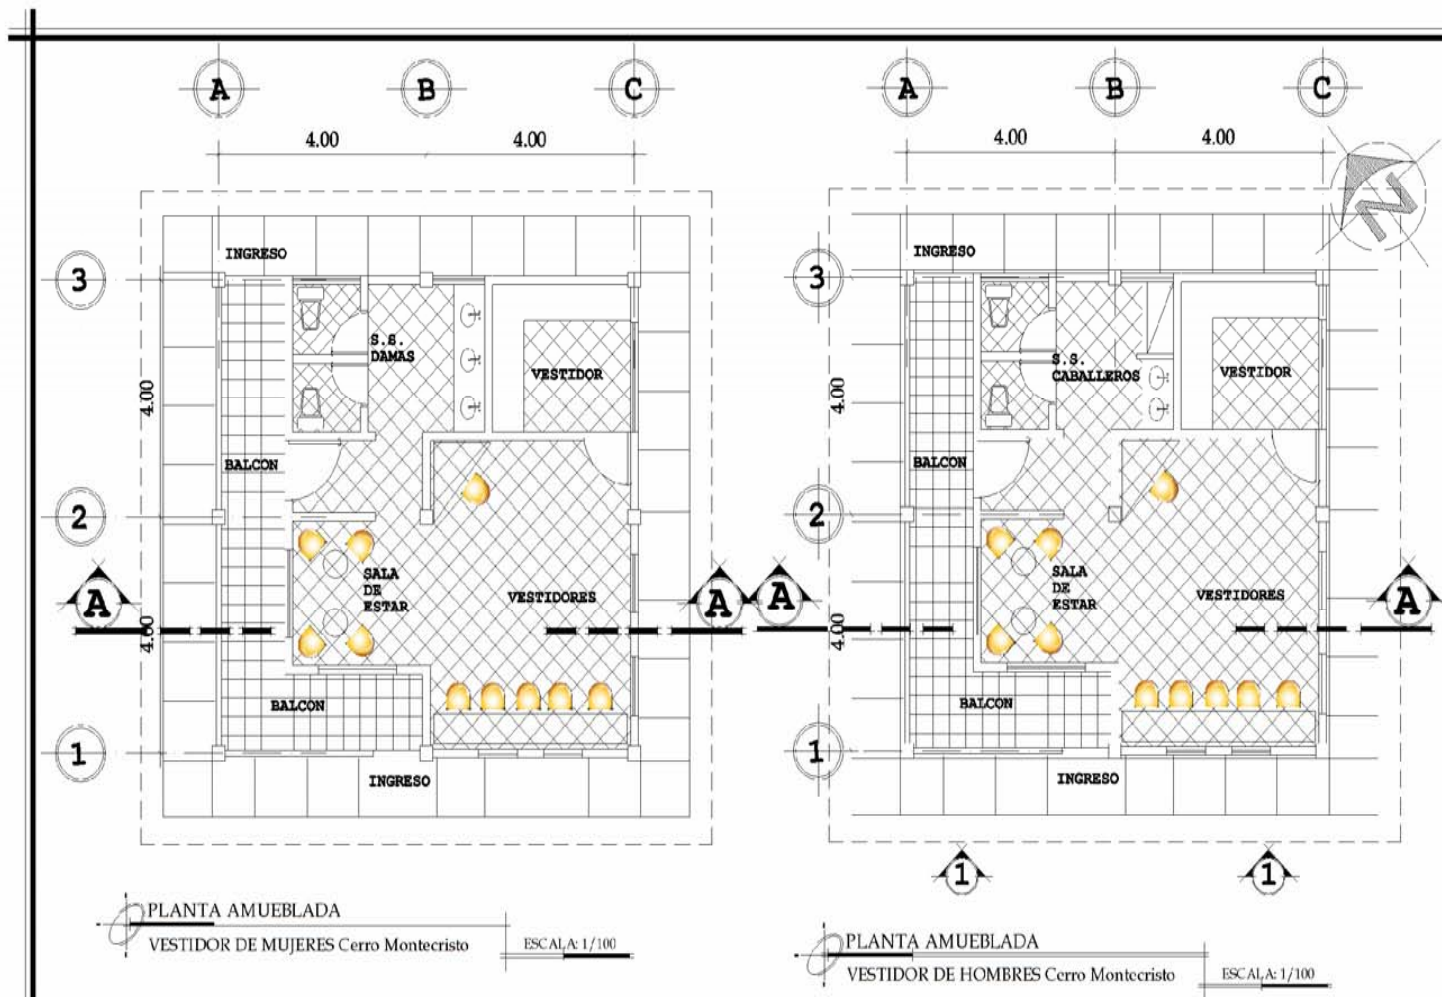 A B C
4.00 4.00
INGRESO
3
S.S.
DAMAS
VESTIDOR
4.00
BALCON
2
SALA
DE
ESTAR
VESTIDORES
A A
4.00
BALCON
1
INGRESO
PLANTA AMUEBLADA
VESTIDOR DE MUJERES Cerro Montecristo
ESCALA: 1/100
A B C
4.00 4.00
N
INGRESO
3
S.S.
CABALLEROS
VESTIDOR
4.00
BALCON
2
SALA
DE
ESTAR
VESTIDORES
A A
4.00
BALCON
1
INGRESO
1 1
PLANTA AMUEBLADA
VESTIDOR DE HOMBRES Cerro Montecristo
ESCALA: 1/100